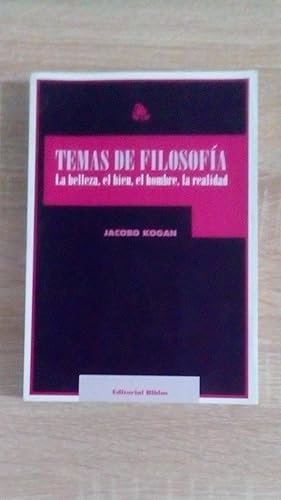 TEMAS DE FILOSOFÍA
La belleza, el bien, el hombre, la realidad
JACOBO KOGAN
Editorial Biblos